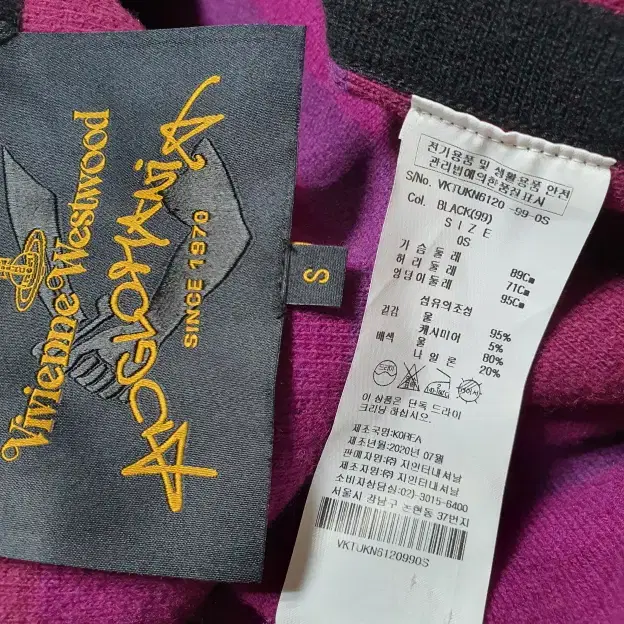 Vivienne Westwood
ANGLOMANIA
SINCE 1970
S
전기용품 및 생활용품 안전
관리법에의한품질표시
S/No. VKTUKN6120 -99-0S
Col. BLACK(99)
SIZE
0S
가슴둘레 89Cm
허리둘레 71Cm
엉덩이둘레 95Cm
섬유의조성
겉감 울 95%
캐시미어 5%
배색 울 80%
나일론 20%
이 상품은 단독 드라이
크리닝 하십시오.
제조국명:KOREA
제조년월:2020년 07월
판매자명:㈜ 지인터내셔날
제조자명:㈜ 지인터내셔날
소비자상담실:02)-3015-6400
서울시 강남구 논현동 37번지
VKTUKN6120990S